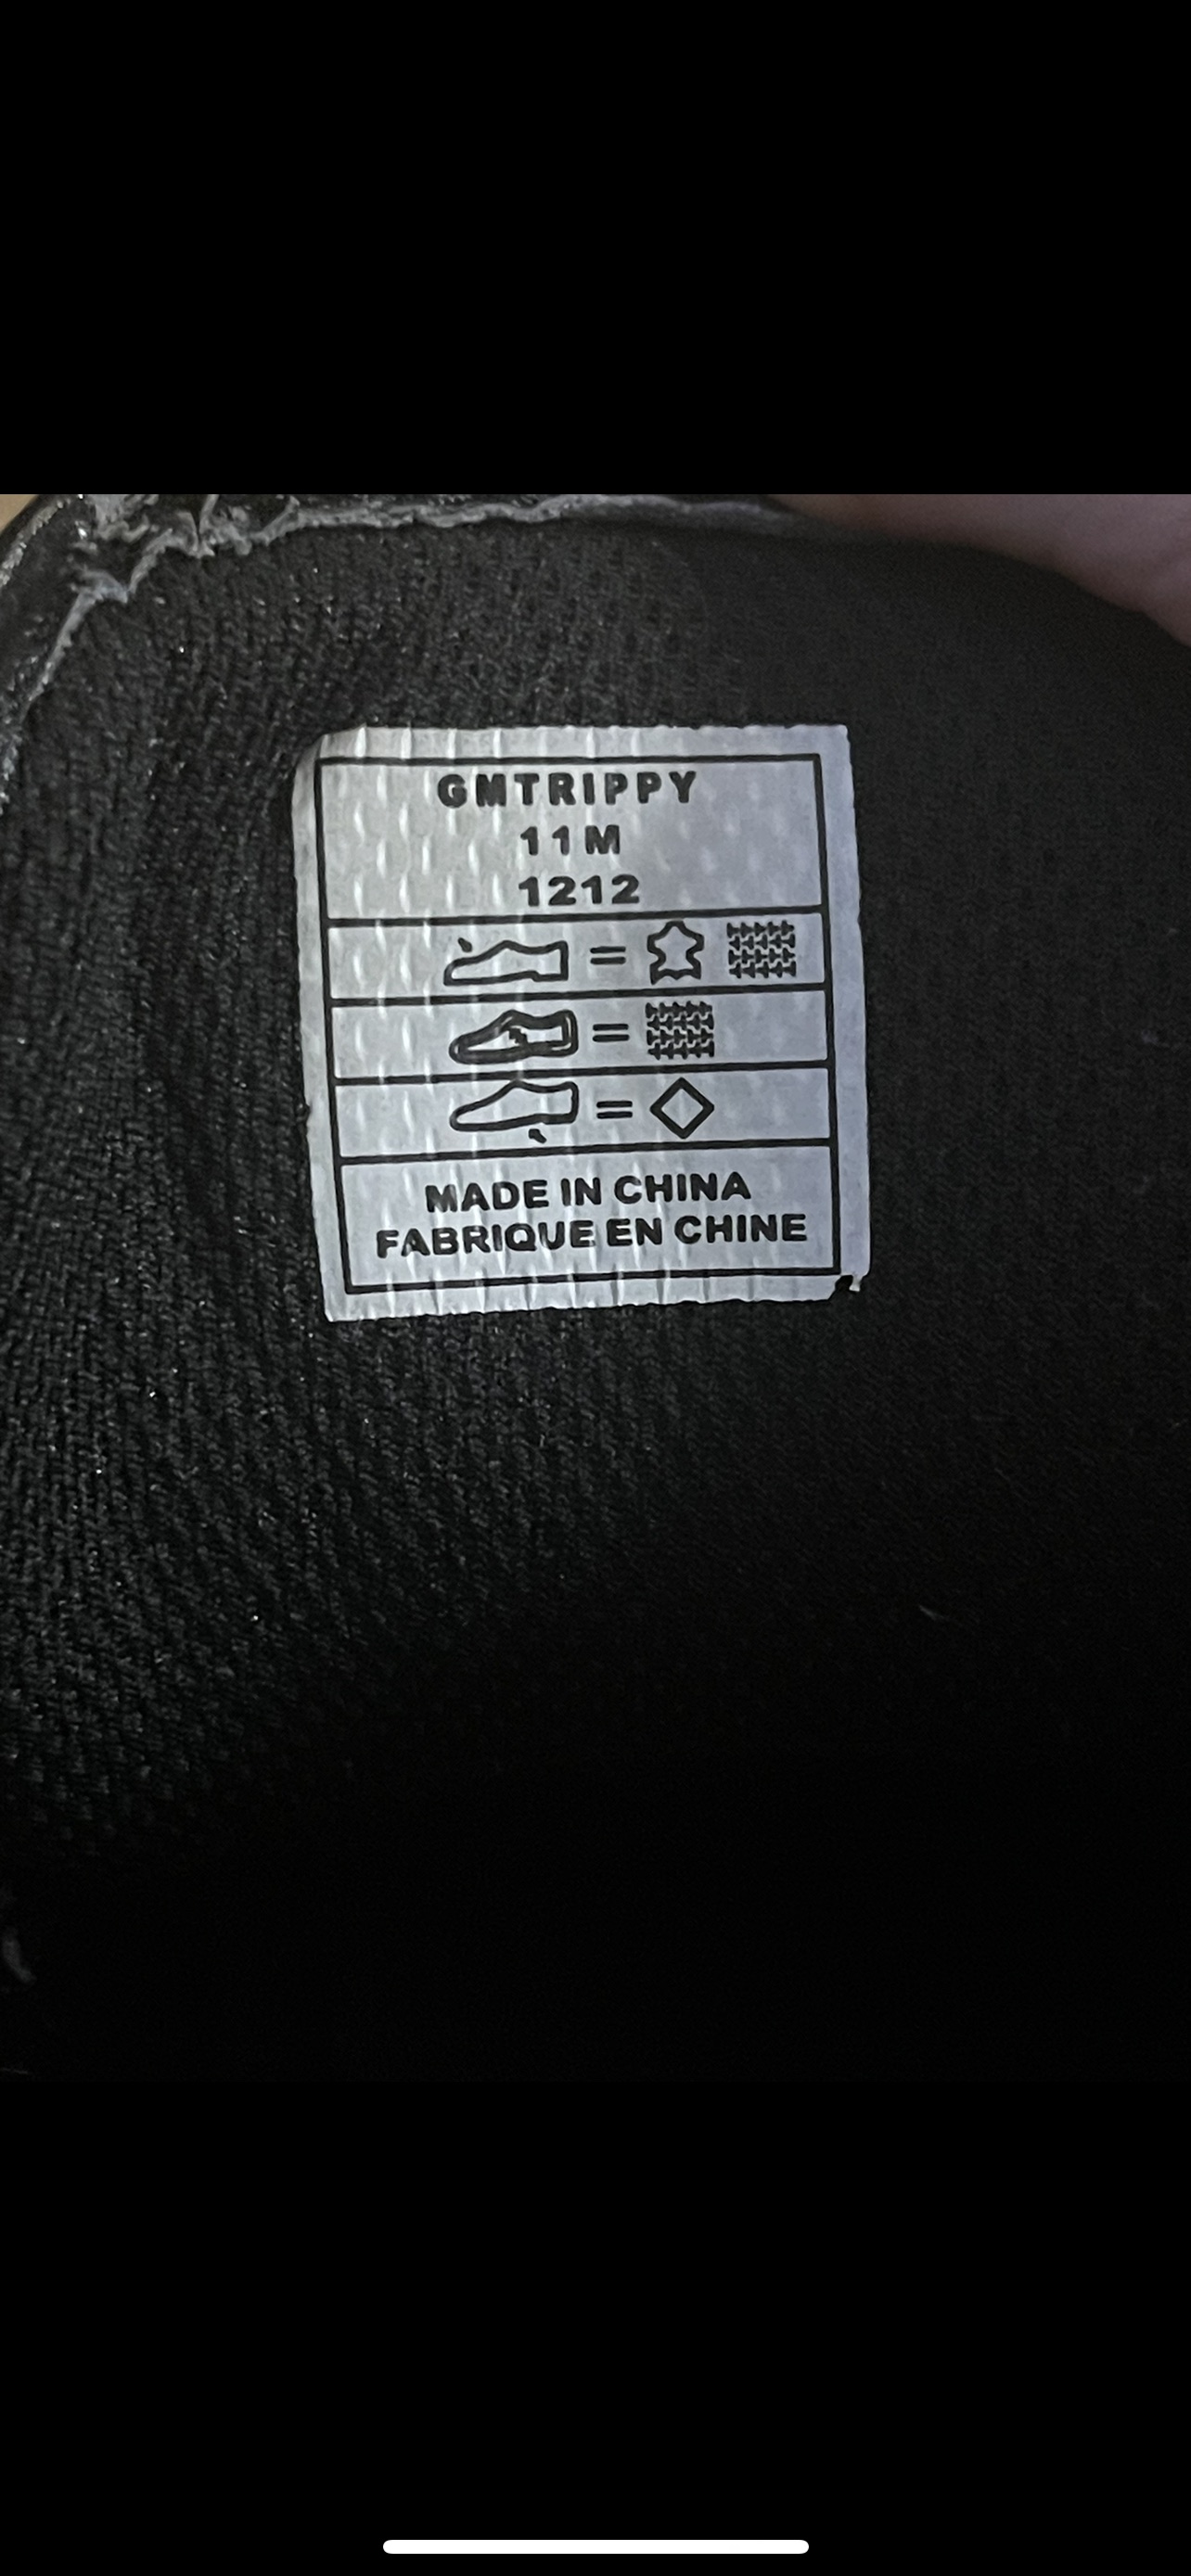 GMTRIPPY
11M
1212
=
=
=
MADE IN CHINA
FABRIQUE EN CHINE